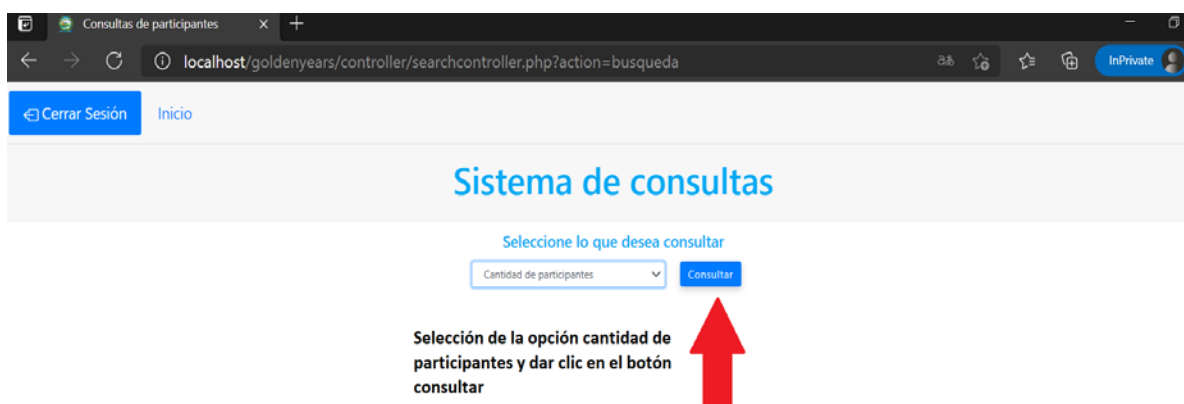 Consultas de participantes
localhost/goldenyears/controller/searchcontroller.php?action=busqueda
InPrivate
Cerrar Sesión
Inicio
Sistema de consultas
Seleccione lo que desea consultar
Cantidad de participantes
Consultar
Selección de la opción cantidad de
participantes y dar clic en el botón
consultar